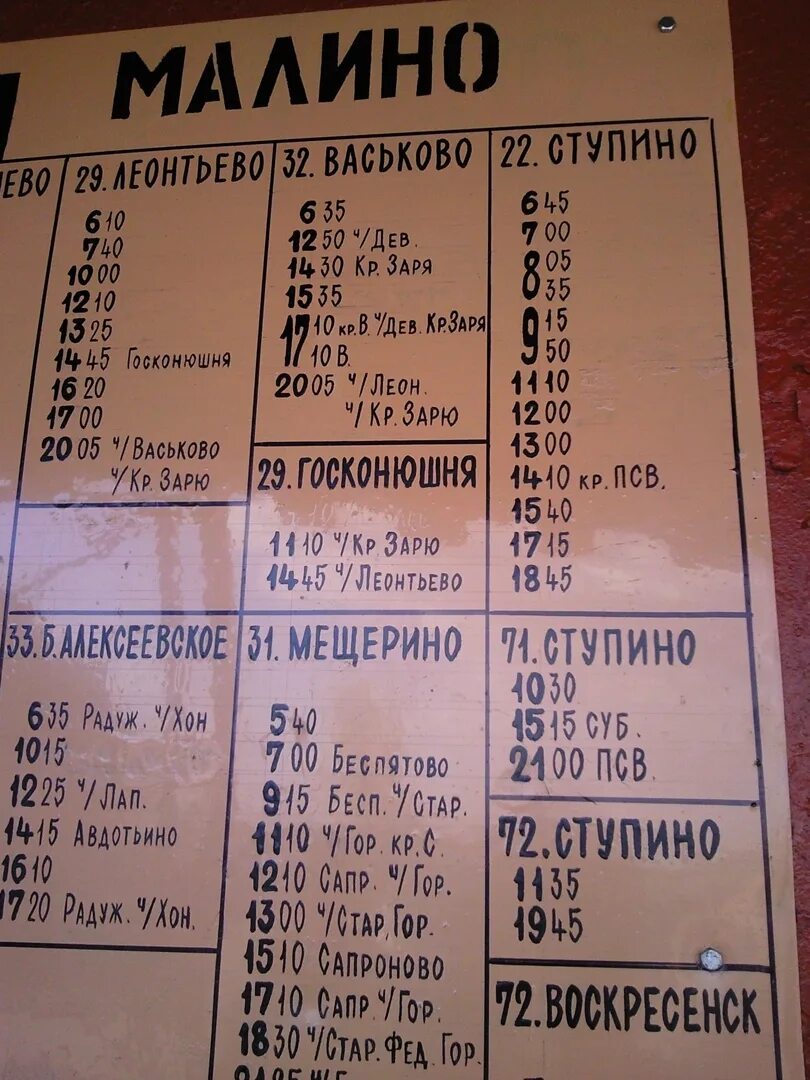 МАЛИНО
ЕВО
29. ЛЕОНТЬЕВО
6 10
7 40
10 00
12 10
13 25
14 45 Госконюшня
16 20
17 00
20 05 ч/Васьково
ч/Кр. Зарю
32. ВАСЬКОВО
6 35
12 50 ч/Дев.
14 30 Кр. Заря
15 35
17 10 кр.В. ч/Дев. Кр.Заря
10 В.
20 05 ч/Леон.
ч/Кр. Зарю
29. ГОСКОНЮШНЯ
11 10 ч/Кр. Зарю
14 45 ч/Леонтьево
22. СТУПИНО
6 45
7 00
8 05
35
9 15
50
11 10
12 00
13 00
14 10 кр. ПСВ.
15 40
17 15
18 45
33. Б. АЛЕКСЕЕВСКОЕ
6 35 Радуж. ч/Хон
10 15
12 25 ч/Лап.
14 15 Авдотьино
16 10
17 20 Радуж. ч/Хон.
31. МЕЩЕРИНО
5 40
7 00 Беспятово
9 15 Бесп. ч/Стар.
11 10 ч/Гор. кр. С.
12 10 Сапр. ч/Гор.
13 00 ч/Стар, Гор.
15 10 Сапроново
17 10 Сапр. ч/Гор.
18 30 ч/Стар. Фед. Гор.
71. СТУПИНО
10 30
15 15 СУБ.
21 00 ПСВ.
72. СТУПИНО
11 35
19 45
72. ВОСКРЕСЕНСК